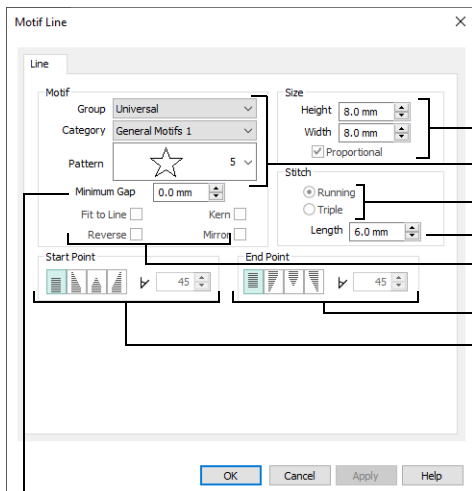 Motif Line
Line
Motif
Group Universal
Category General Motifs 1
Pattern 5
Minimum Gap 0.0 mm
Fit to Line Kern
Reverse Mirror
Size
Height 8.0 mm
Width 8.0 mm
Proportional
Stitch
Running
Triple
Length 6.0 mm
Start Point
45
End Point
45
OK Cancel Apply Help